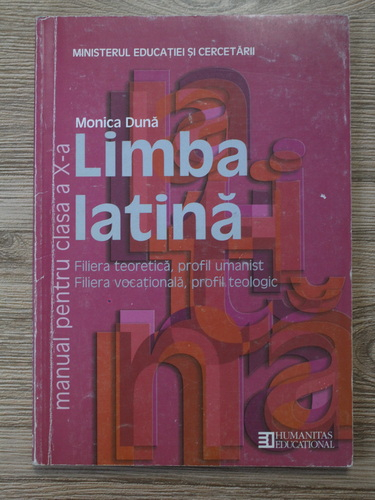 MINISTERUL EDUCAȚIEI ȘI CERCETĂRII
Monica Dună
Limba
latină
Filiera teoretică, profil umanist
Filiera vocațională, profil teologic
manual pentru clasa a X-a
HUMANITAS
EDUCATIONAL